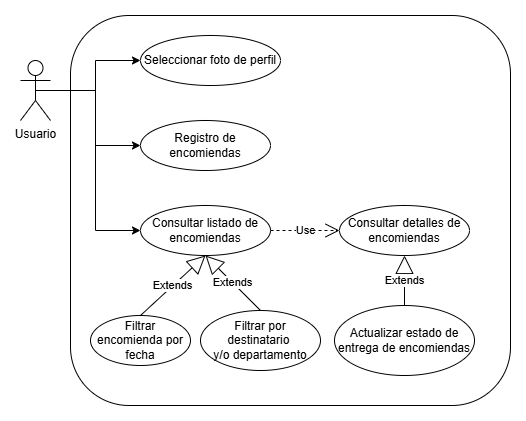 Seleccionar foto de perfil
Usuario
Registro de
encomiendas
Consultar listado de
encomiendas
Use
Consultar detalles de
encomiendas
Extends
Extends
Extends
Filtrar
encomienda por
fecha
Filtrar por
destinatario
y/o departamento
Actualizar estado de
entrega de encomiendas